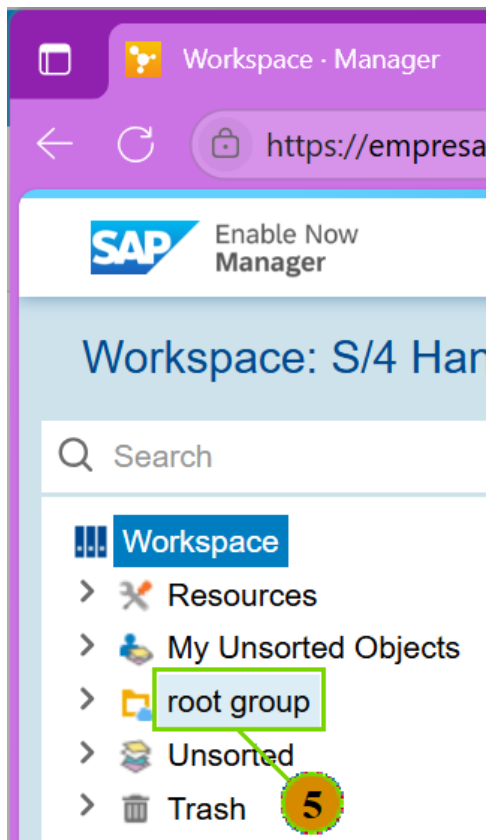 Workspace · Manager
https://empresa
SAP
Enable Now
Manager
Workspace: S/4 Han
Search
Workspace
Resources
My Unsorted Objects
root group
Unsorted
Trash
5